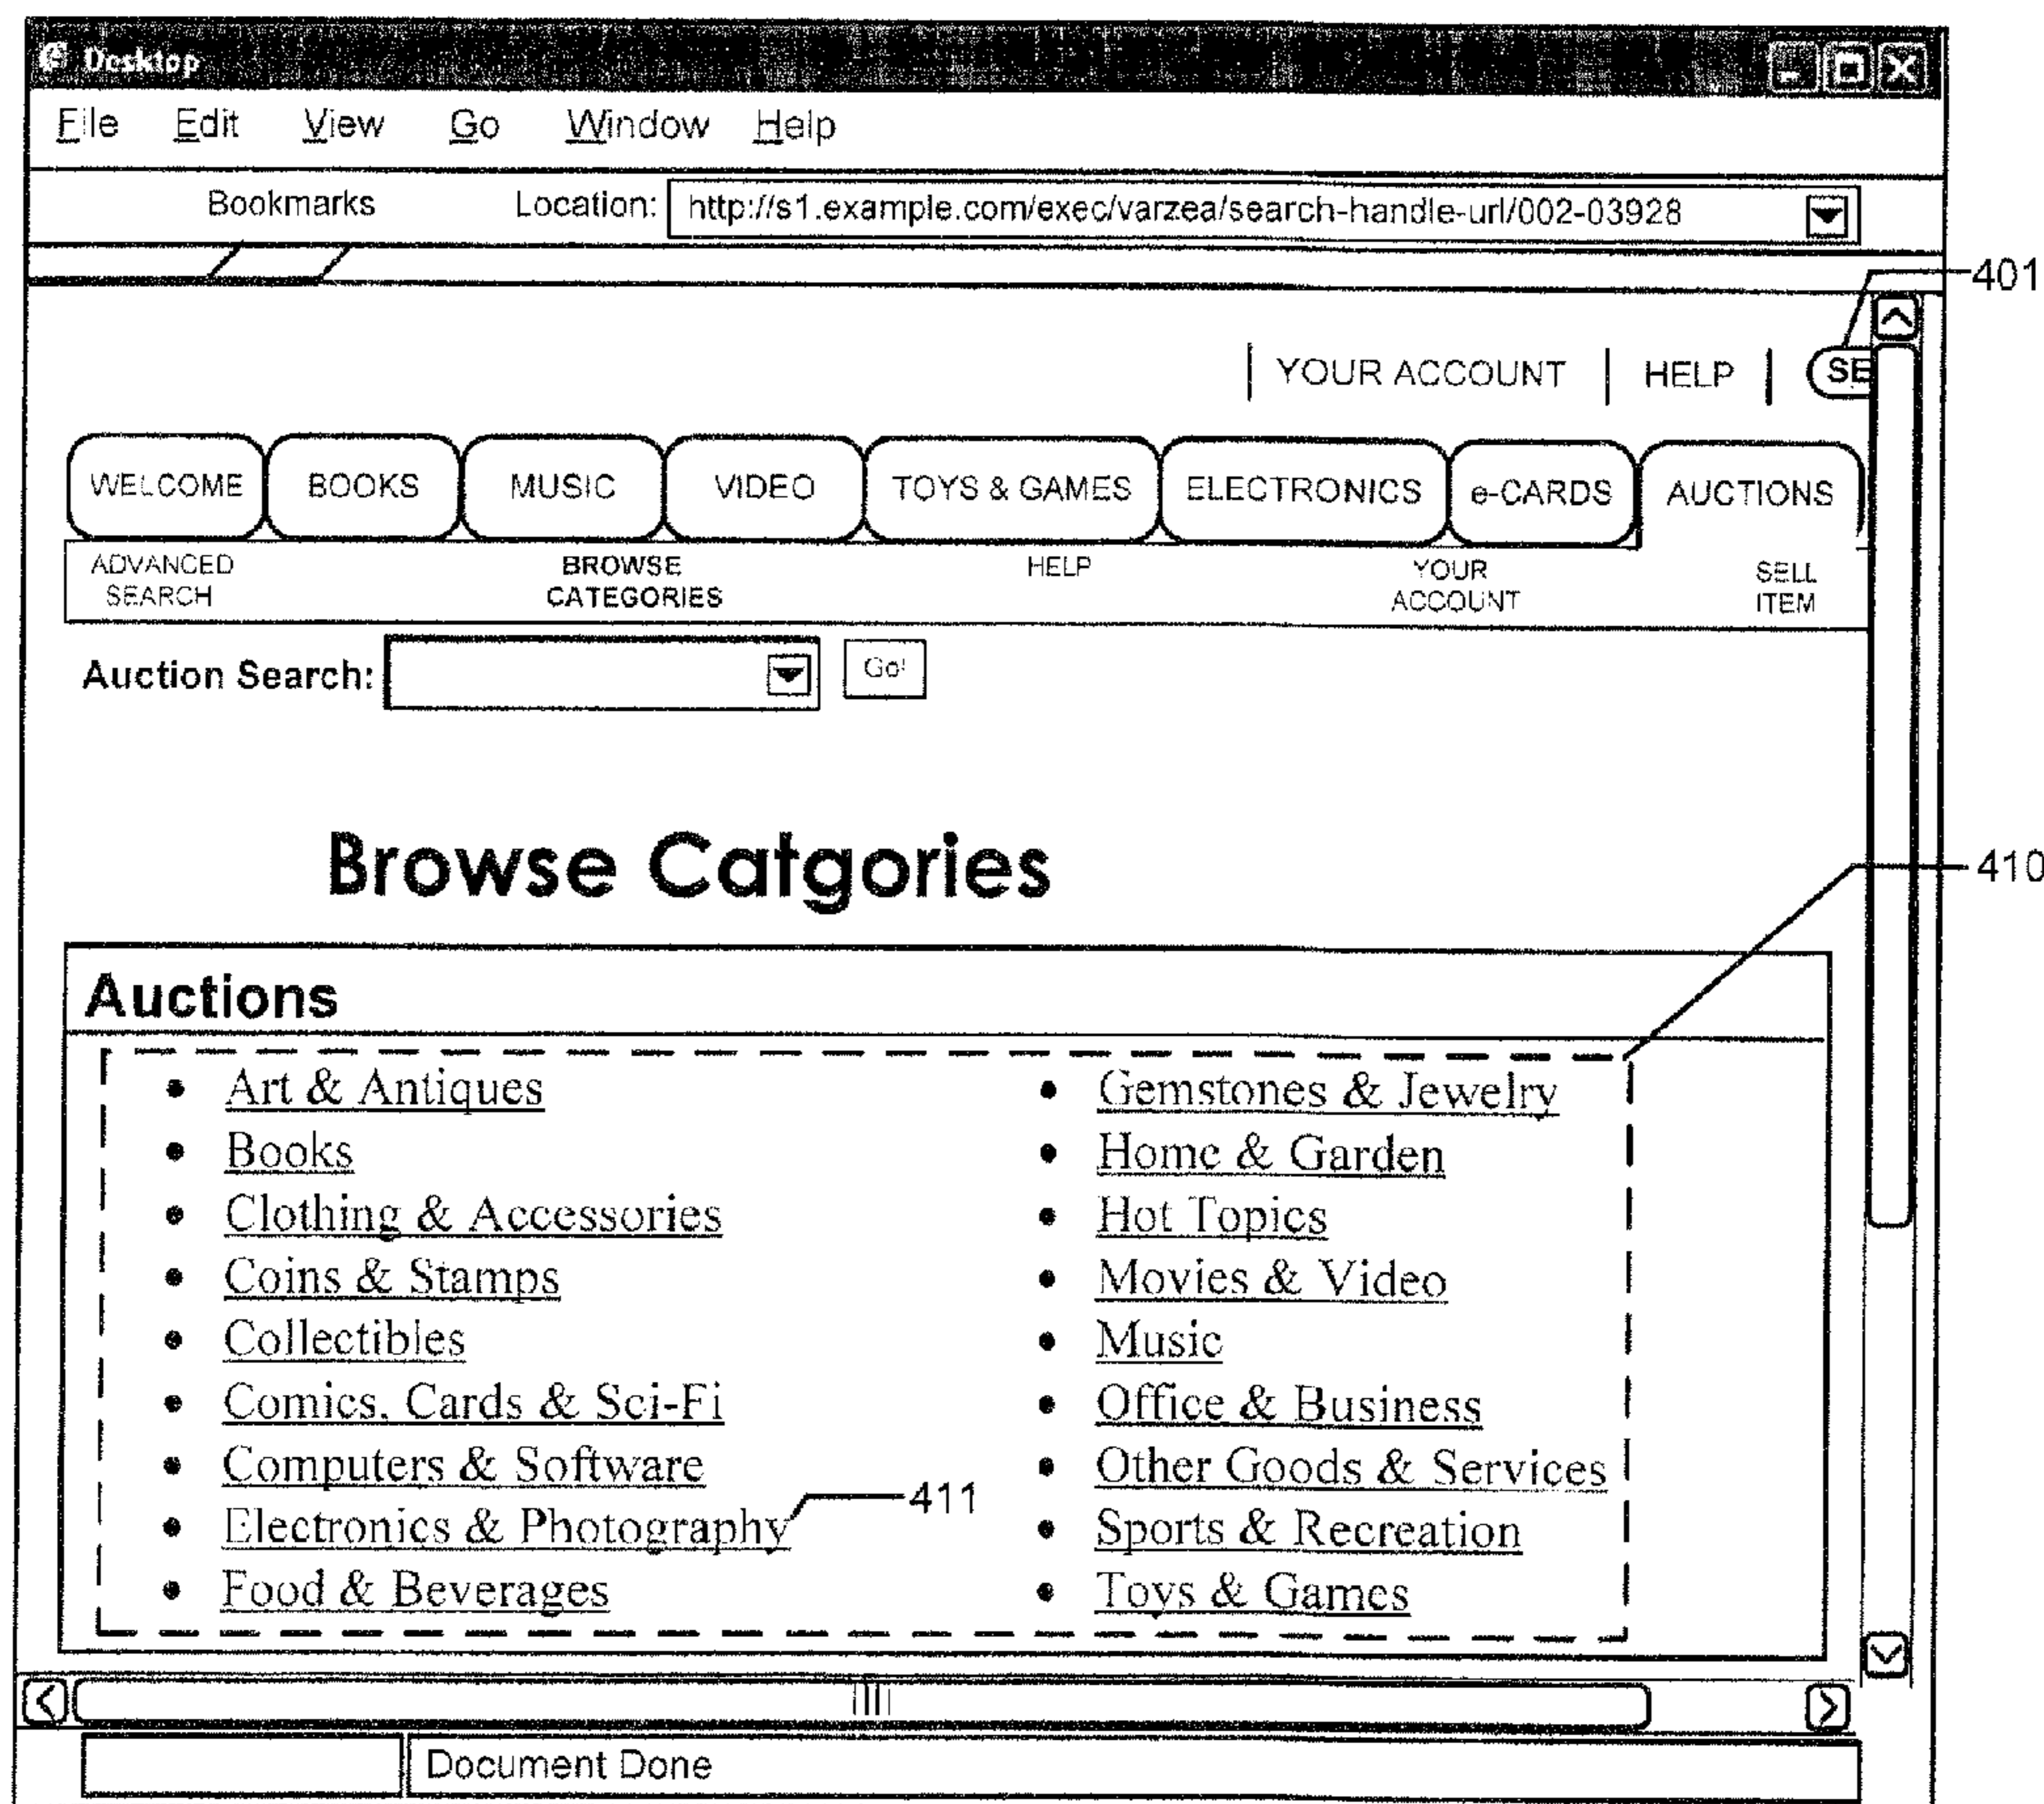 Desktop
File Edit View Go Window Help
Bookmarks Location: http://s1.example.com/exec/varzea/search-handle-url/002-03928
401
YOUR ACCOUNT | HELP | SE
WELCOME BOOKS MUSIC VIDEO TOYS & GAMES ELECTRONICS e-CARDS AUCTIONS
ADVANCED SEARCH BROWSE CATEGORIES HELP YOUR ACCOUNT SELL ITEM
Auction Search: Go!
Browse Catgories
410
Auctions
• Art & Antiques
• Books
• Clothing & Accessories
• Coins & Stamps
• Collectibles
• Comics, Cards & Sci-Fi
• Computers & Software
• Electronics & Photography 411
• Food & Beverages
• Gemstones & Jewelry
• Home & Garden
• Hot Topics
• Movies & Video
• Music
• Office & Business
• Other Goods & Services
• Sports & Recreation
• Toys & Games
Document Done